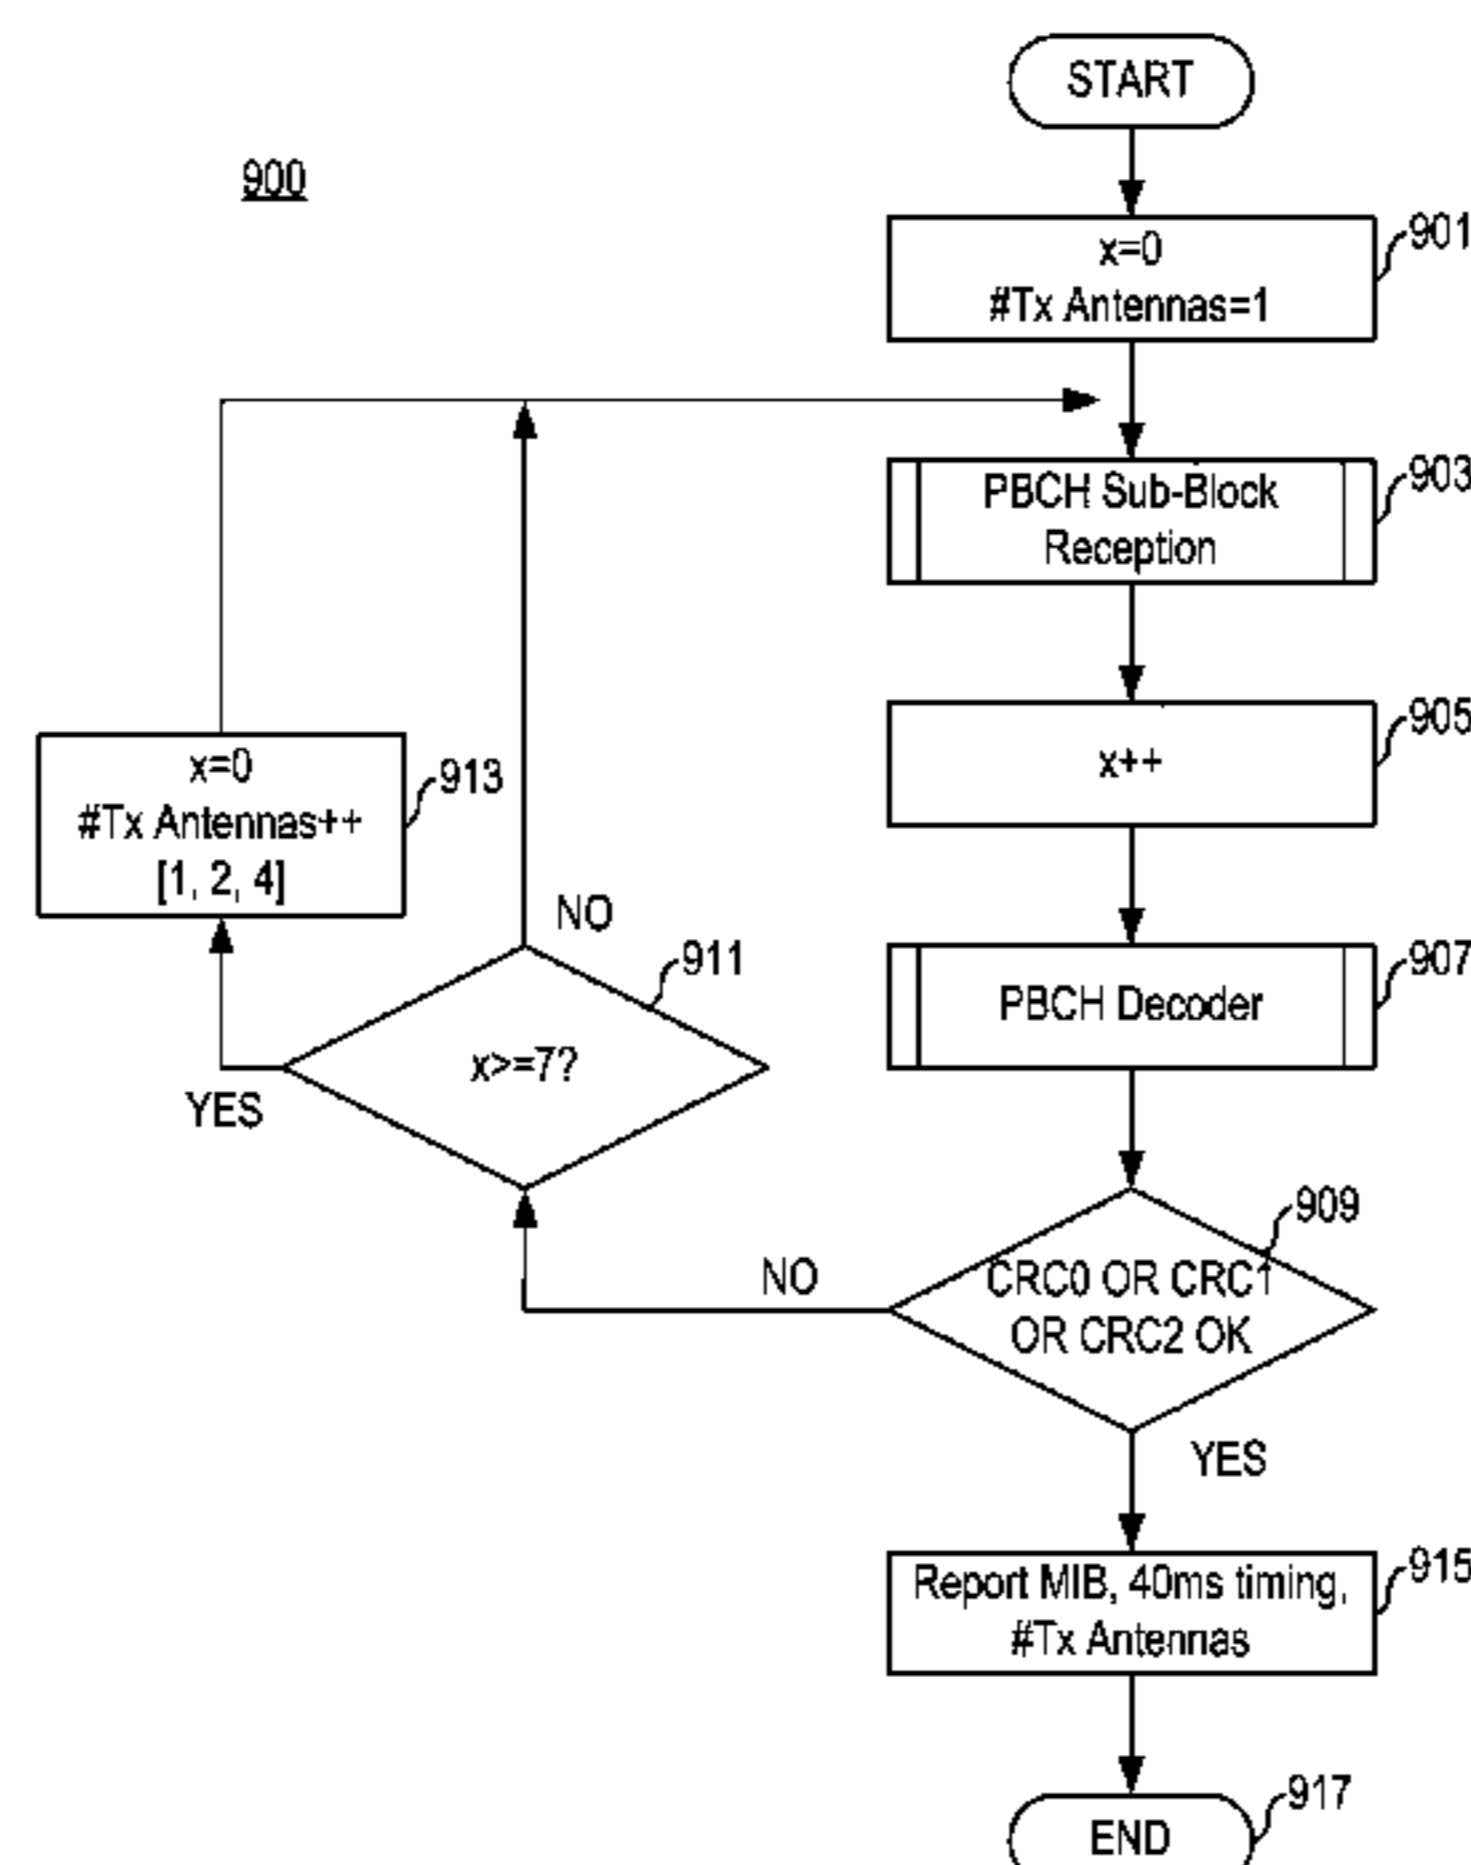 START
900
901
x=0
#Tx Antennas=1
903
PBCH Sub-Block
Reception
905
x++
913
x=0
#Tx Antennas++
[1, 2, 4]
NO
911
x>=7?
YES
907
PBCH Decoder
909
NO
CRC0 OR CRC1
OR CRC2 OK
YES
915
Report MIB, 40ms timing,
#Tx Antennas
917
END